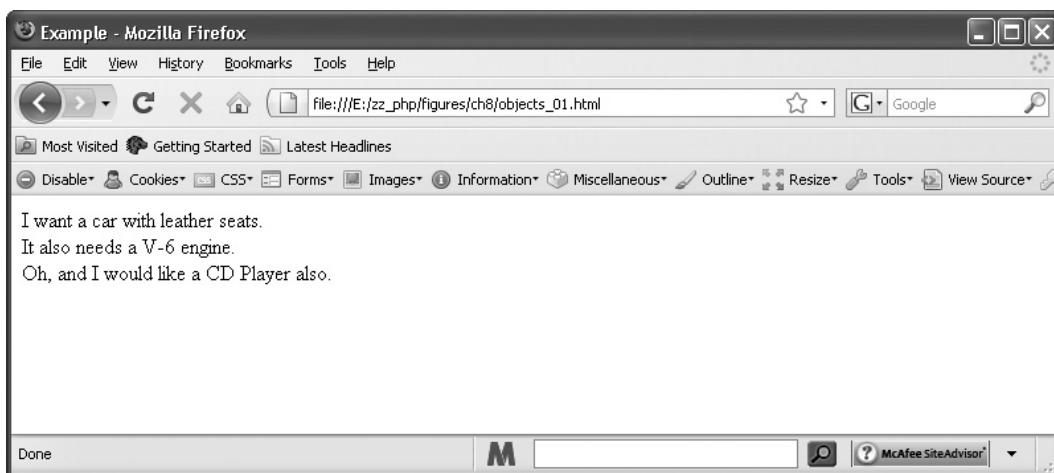 Example - Mozilla Firefox
File Edit View History Bookmarks Tools Help
file:///E:/zz_php/figures/ch8/objects_01.html G Google
Most Visited Getting Started Latest Headlines
Disable Cookies CSS Forms Images Information Miscellaneous Outline Resize Tools View Source
I want a car with leather seats.
It also needs a V-6 engine.
Oh, and I would like a CD Player also.
Done M ? McAfee SiteAdvisor